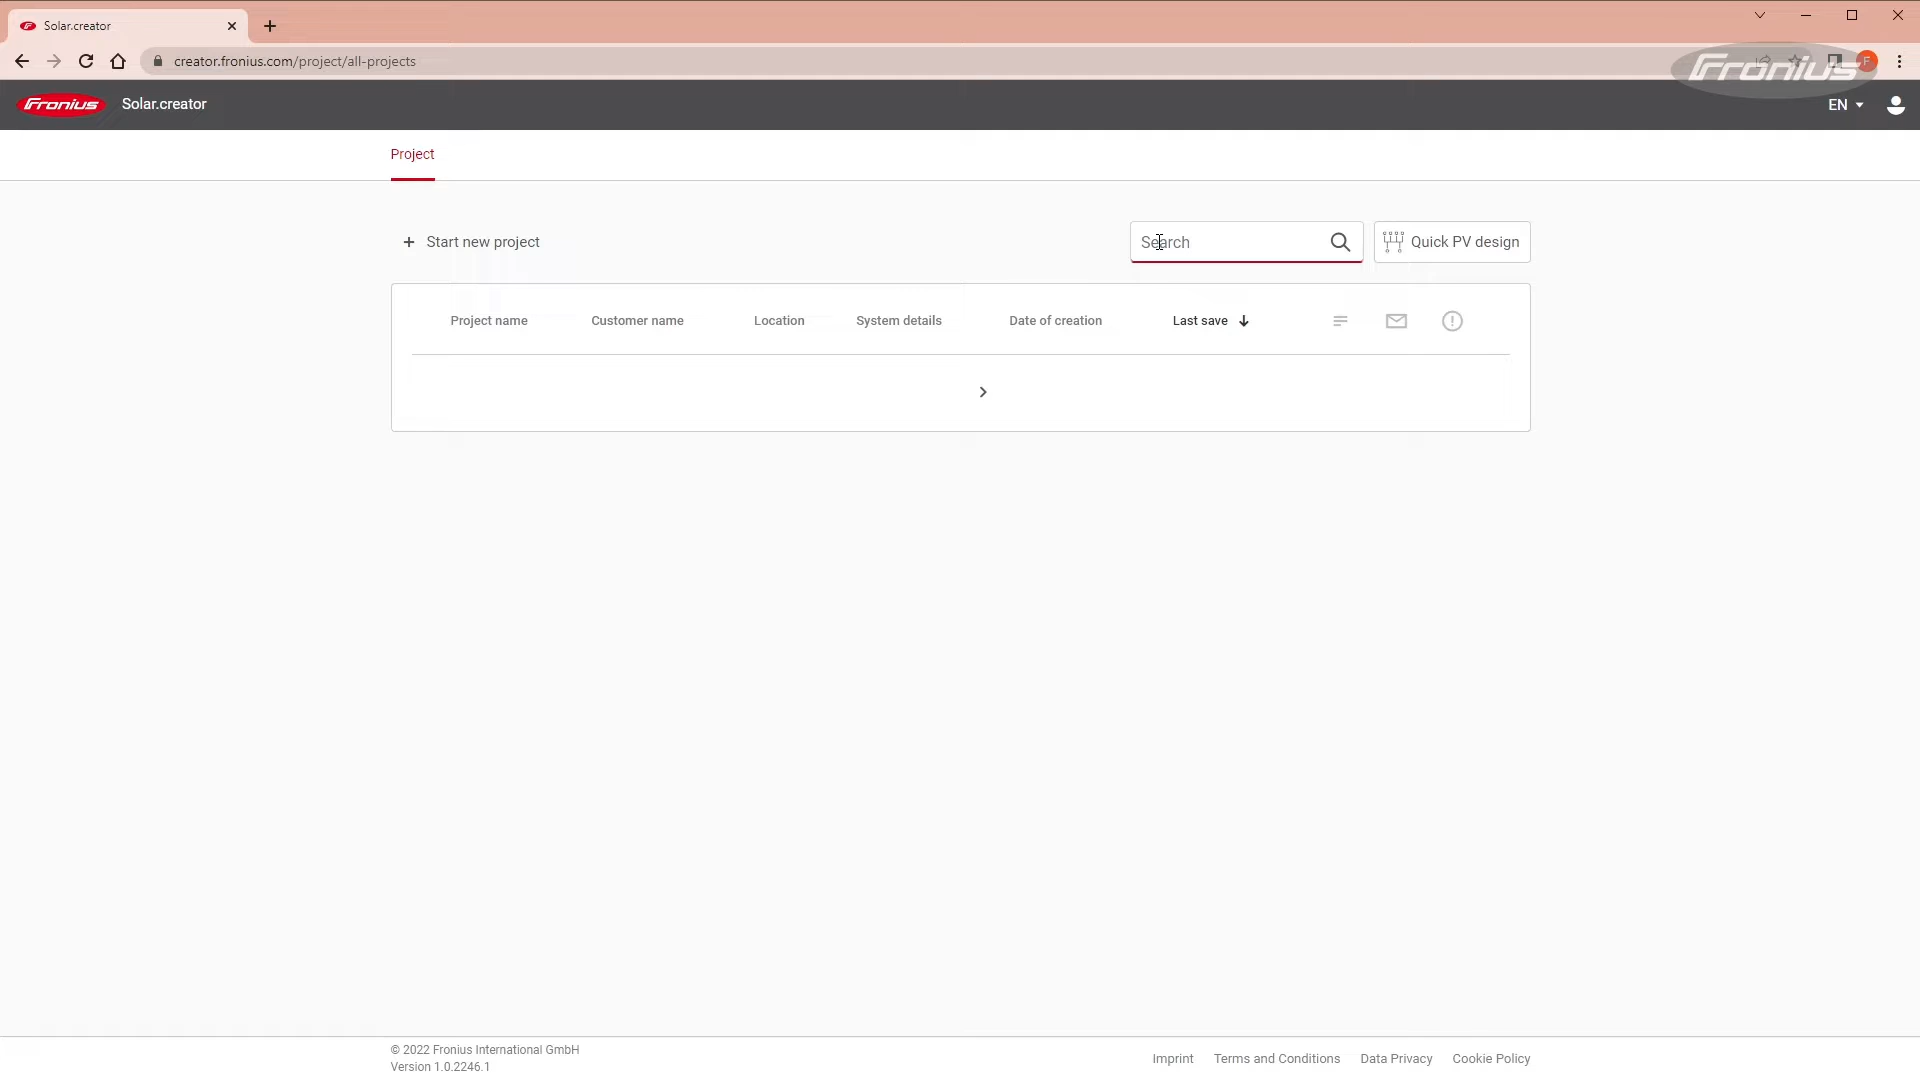 Solar.creator
creator.fronius.com/project/all-projects
Fronius
F
Fronius
Solar.creator
EN
Project
Start new project
Search
Quick PV design
Project name
Customer name
Location
System details
Date of creation
Last save
© 2022 Fronius International GmbH
Version 1.0.2246.1
Imprint
Terms and Conditions
Data Privacy
Cookie Policy